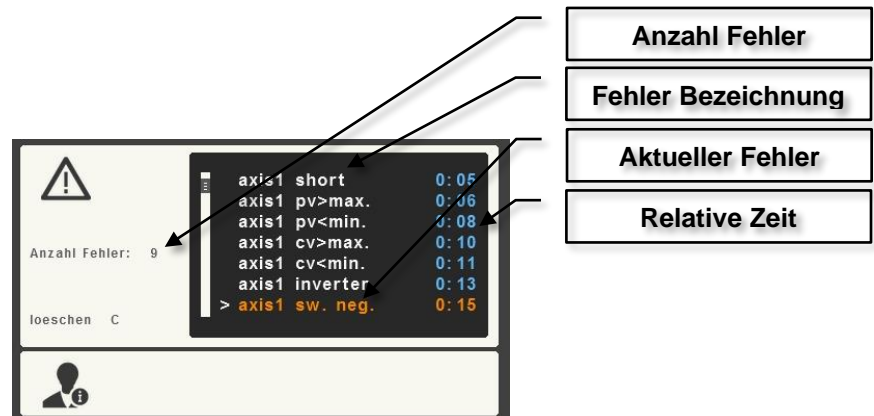 Anzahl Fehler
Fehler Bezeichnung
Aktueller Fehler
Relative Zeit
Anzahl Fehler: 9
loeschen C
axis1 short 0:05
axis1 pv>max. 0:06
axis1 pv<min. 0:08
axis1 cv>max. 0:10
axis1 cv<min. 0:11
axis1 inverter 0:13
> axis1 sw. neg. 0:15